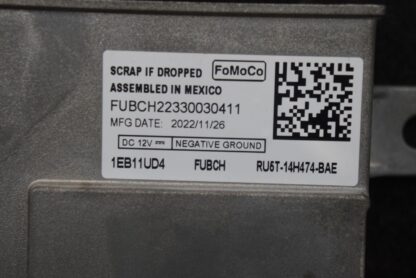 SCRAP IF DROPPED FoMoCo
ASSEMBLED IN MEXICO
FUBCH22330030411
MFG DATE: 2022/11/26
DC 12V ⎓ NEGATIVE GROUND
1EB11UD4 FUBCH RU5T-14H474-BAE